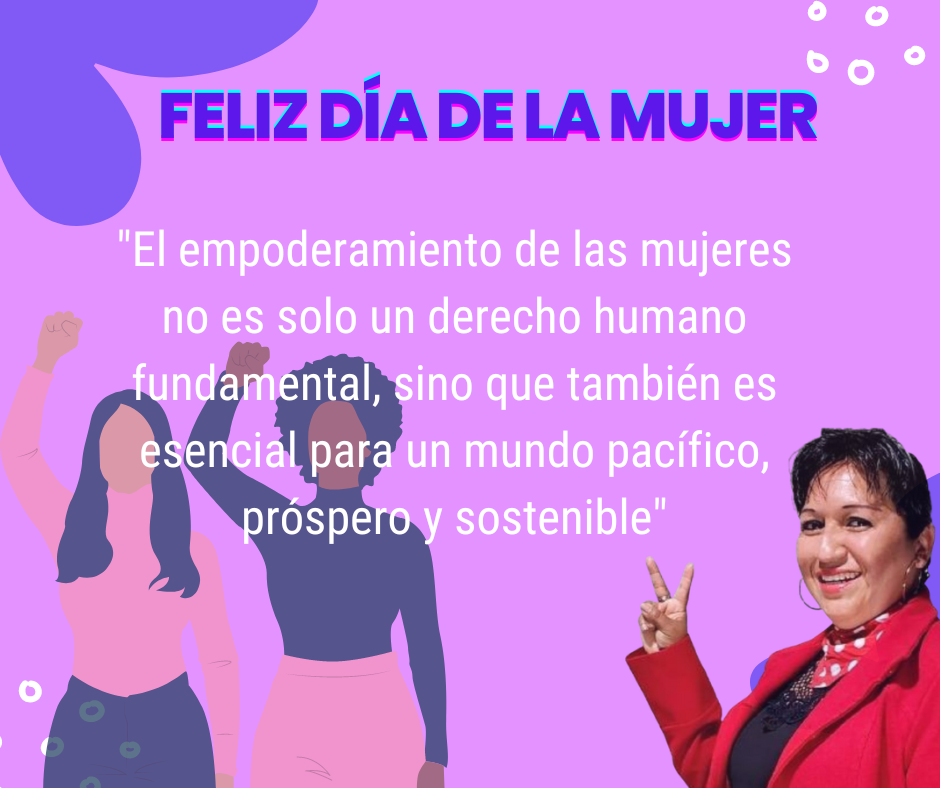 FELIZ DÍA DE LA MUJER
"El empoderamiento de las mujeres
no es solo un derecho humano
fundamental, sino que también es
esencial para un mundo pacífico,
próspero y sostenible"